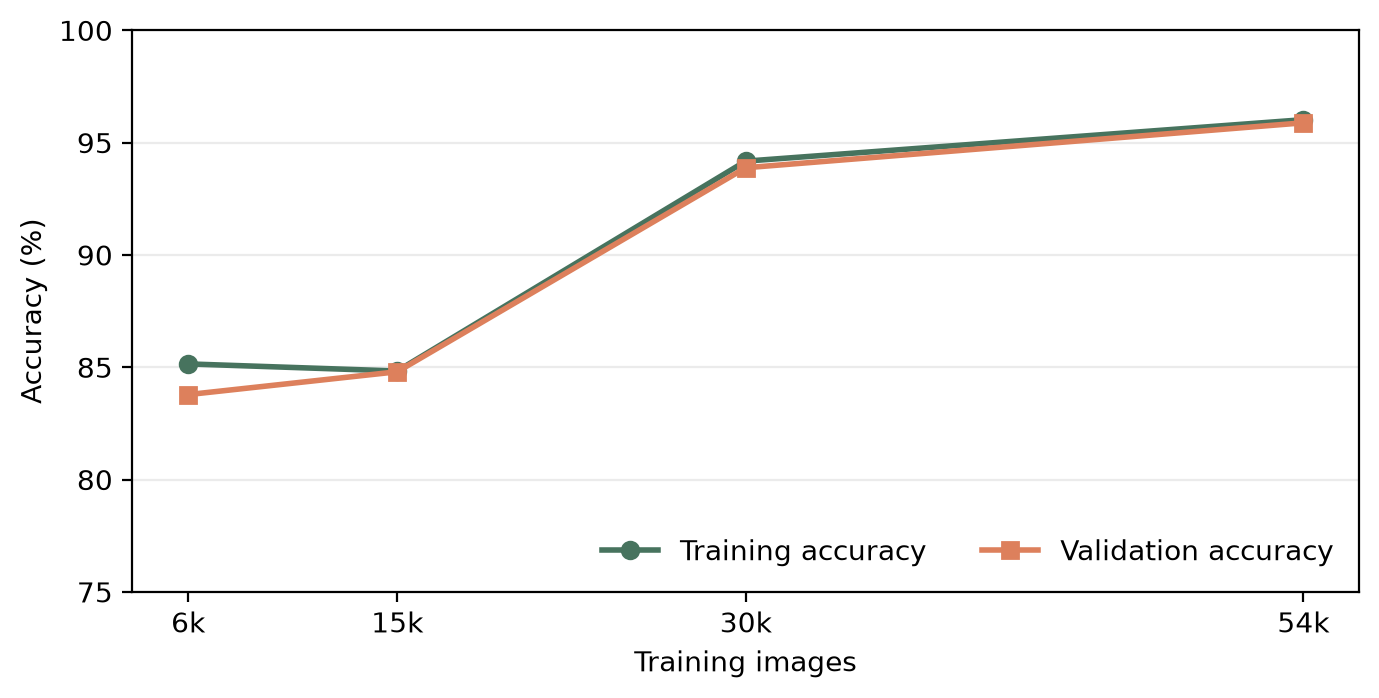 100
95
90
85
80
75
Accuracy (%)
Training accuracy
Validation accuracy
6k
15k
30k
54k
Training images